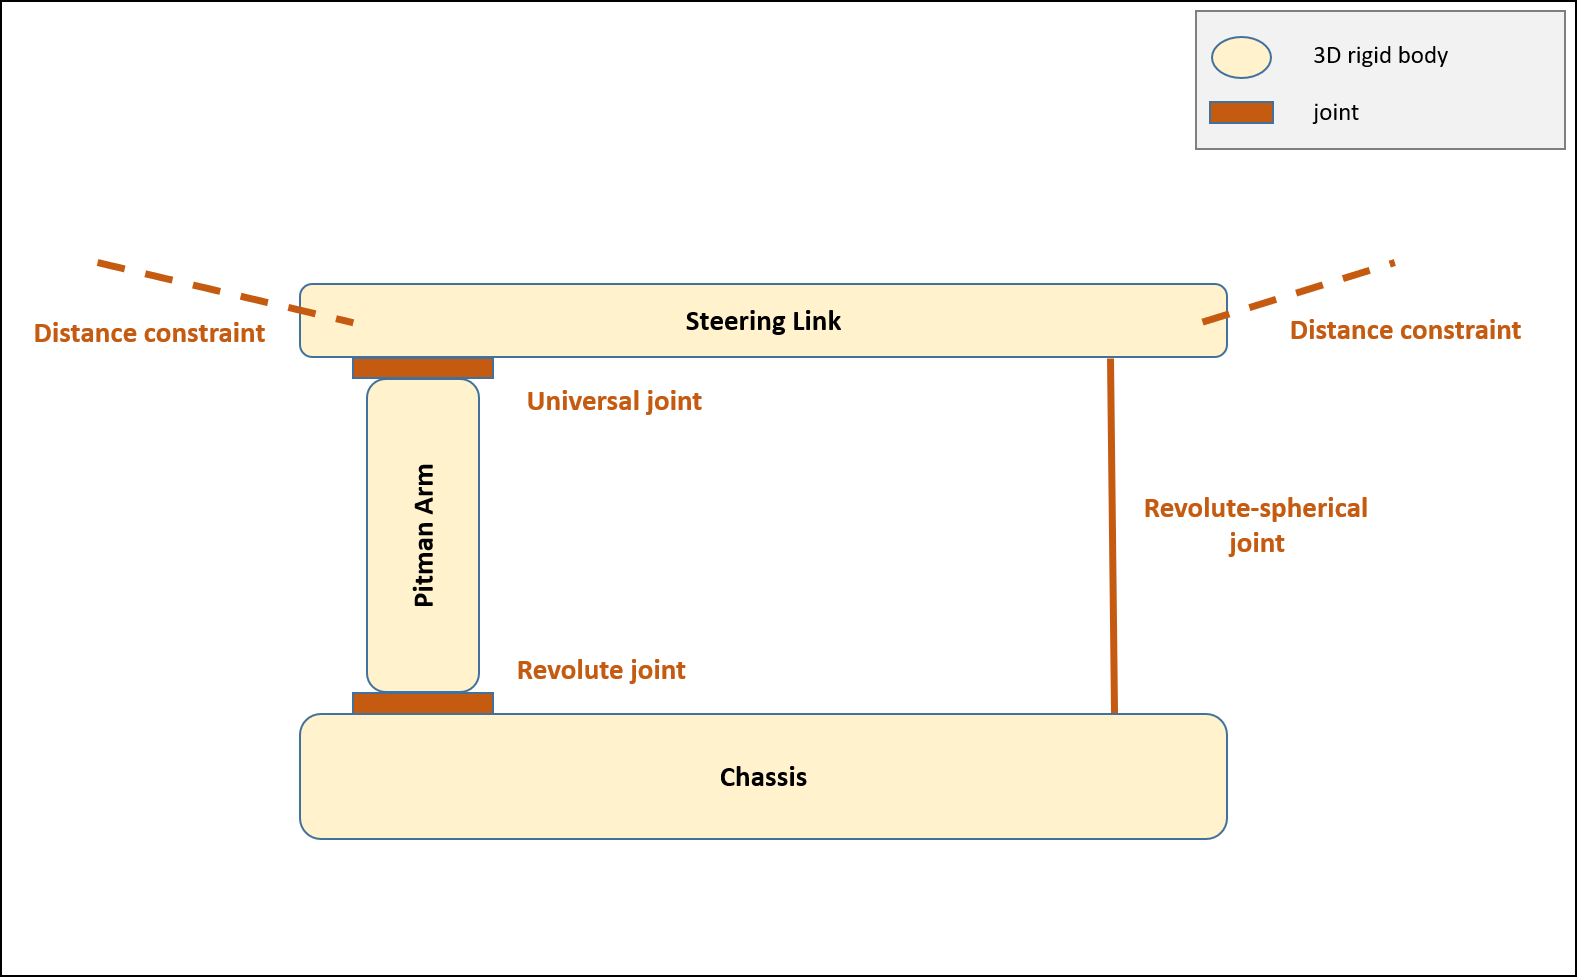 3D rigid body
joint
Steering Link
Distance constraint
Distance constraint
Universal joint
Pitman Arm
Revolute-spherical
joint
Revolute joint
Chassis